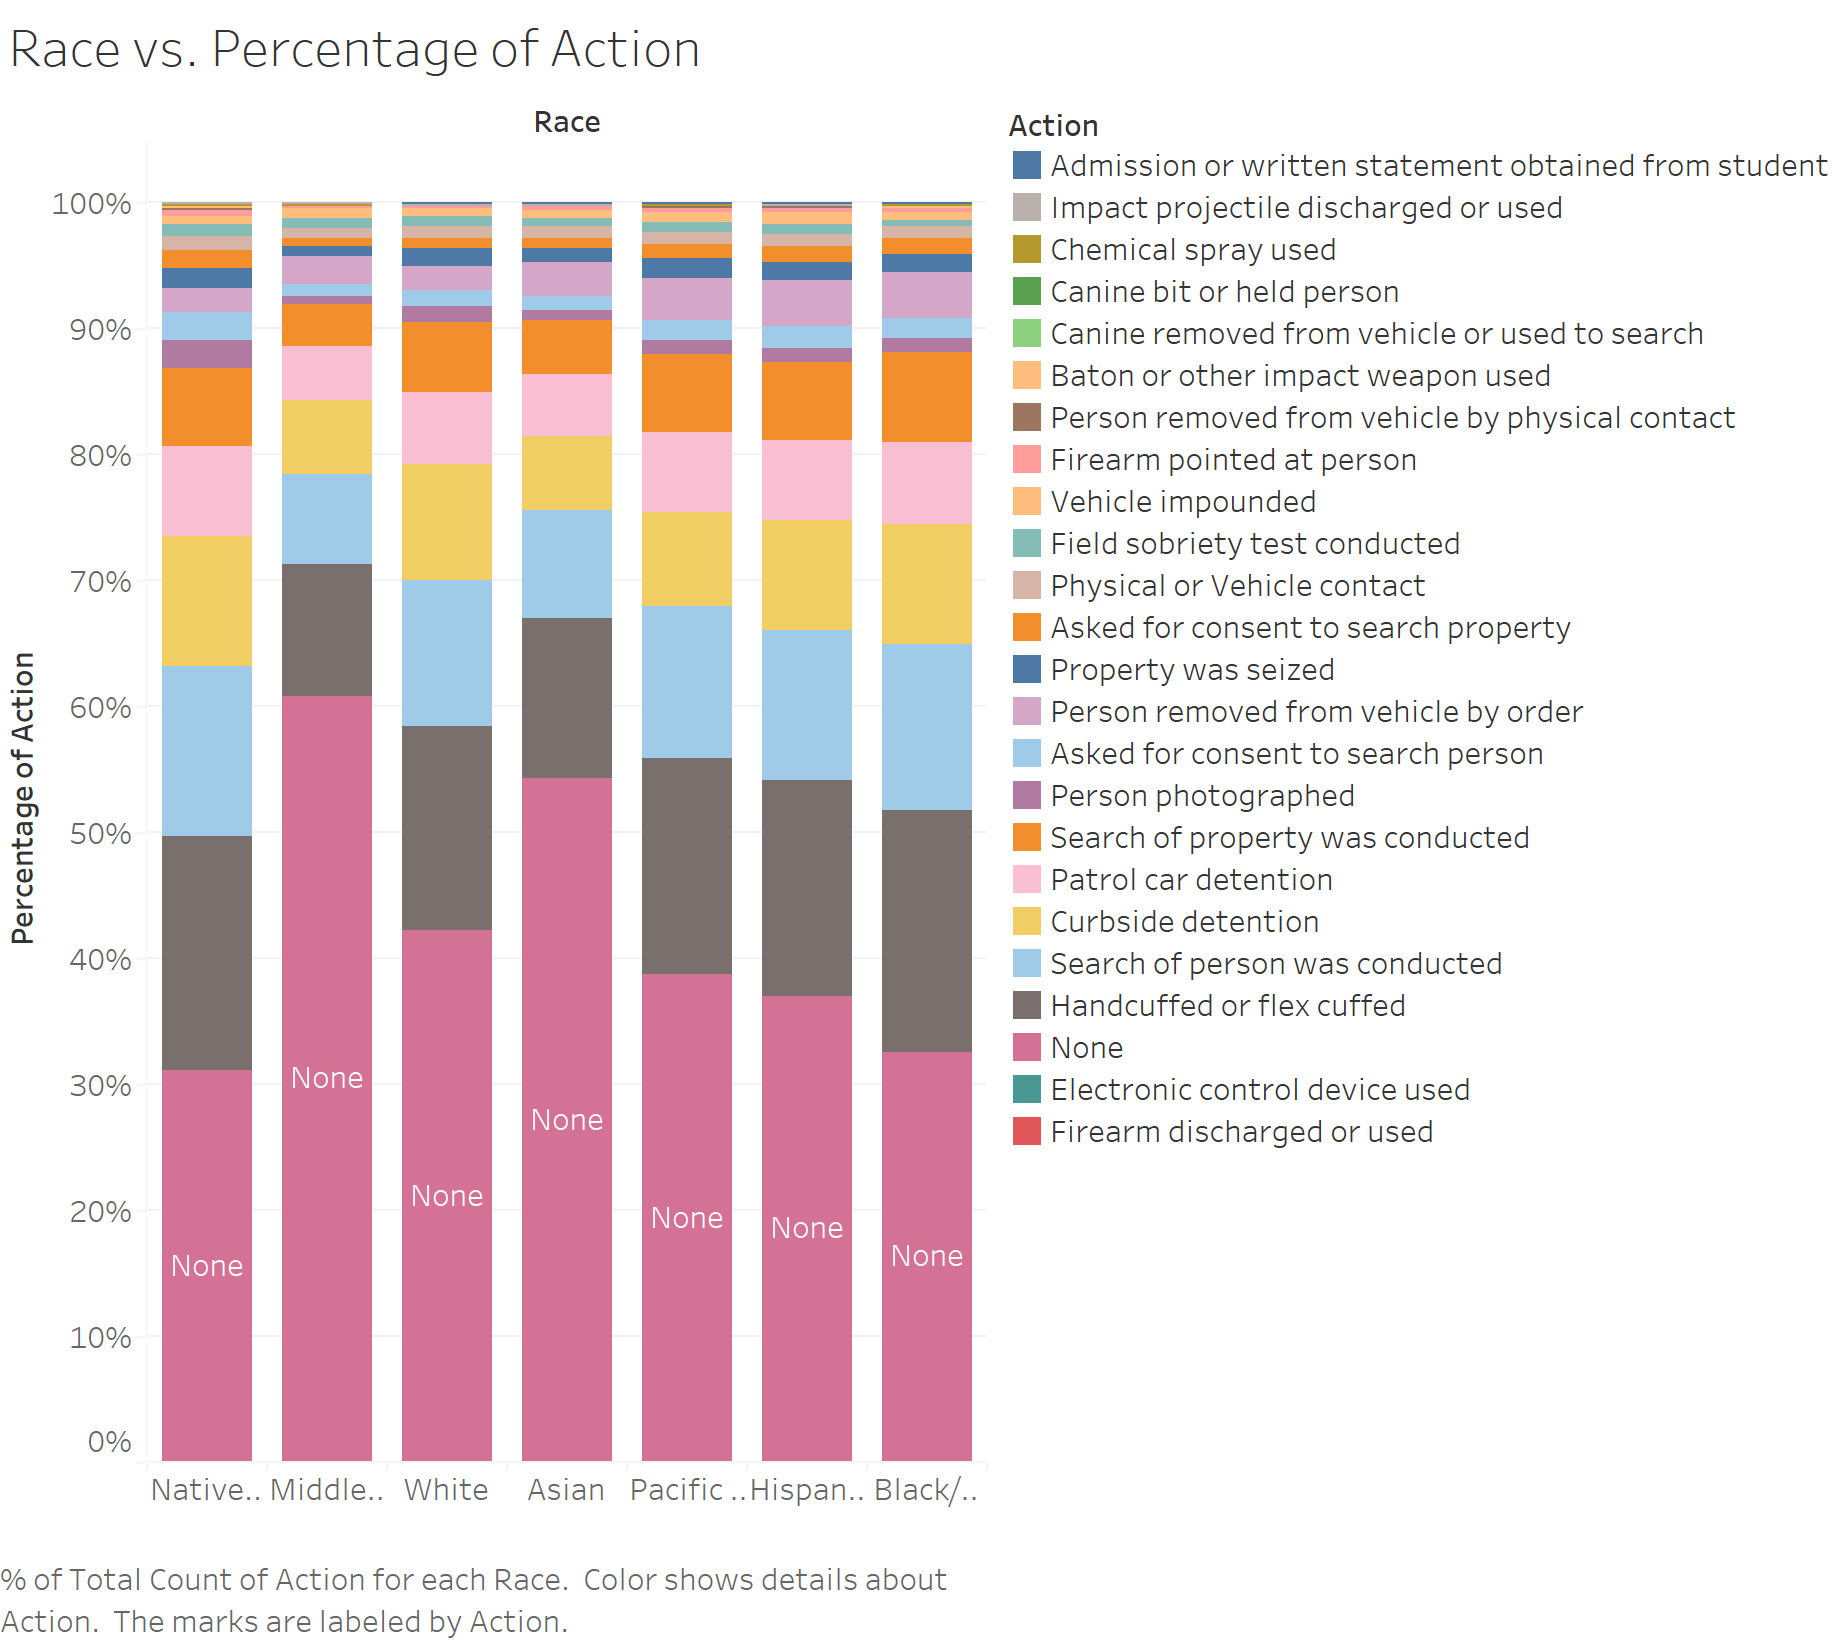 Race vs. Percentage of Action
Race
Percentage of Action
100%
90%
80%
70%
60%
50%
40%
30%
20%
10%
0%
None
None
None
None
None
None
None
Native..
Middle..
White
Asian
Pacific ..
Hispan..
Black/..
Action
Admission or written statement obtained from student
Impact projectile discharged or used
Chemical spray used
Canine bit or held person
Canine removed from vehicle or used to search
Baton or other impact weapon used
Person removed from vehicle by physical contact
Firearm pointed at person
Vehicle impounded
Field sobriety test conducted
Physical or Vehicle contact
Asked for consent to search property
Property was seized
Person removed from vehicle by order
Asked for consent to search person
Person photographed
Search of property was conducted
Patrol car detention
Curbside detention
Search of person was conducted
Handcuffed or flex cuffed
None
Electronic control device used
Firearm discharged or used
% of Total Count of Action for each Race.  Color shows details about
Action.  The marks are labeled by Action.